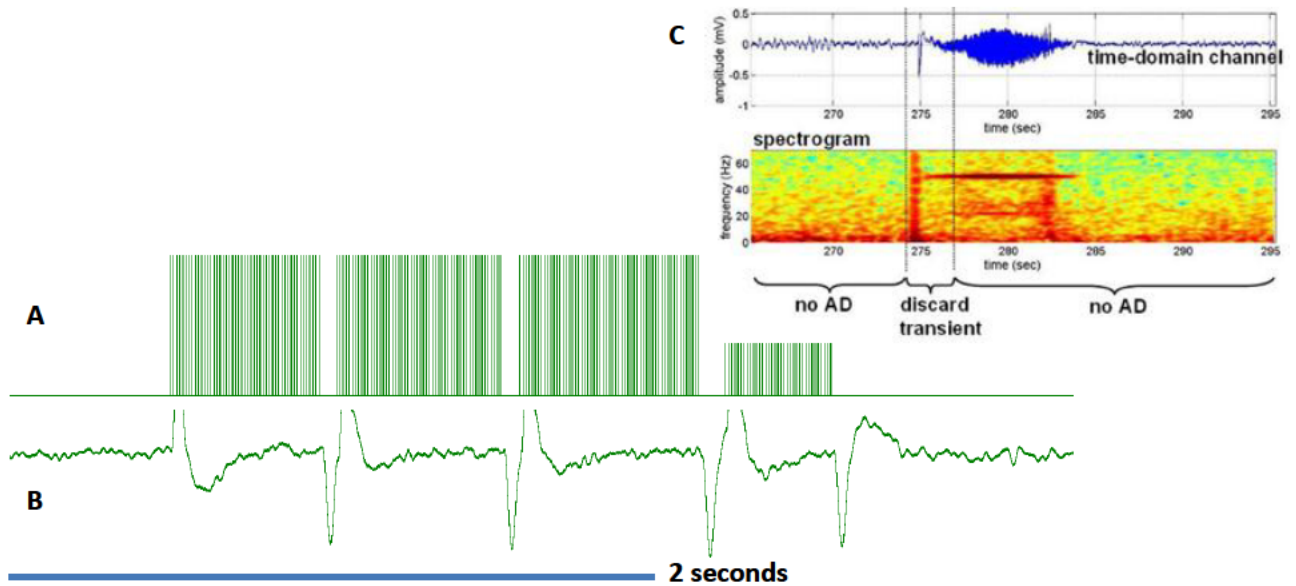 C
amplitude (mV)
0.5
0
-0.5
-1
time-domain channel
270 275 280 285 290 295
time (sec)
spectrogram
frequency (Hz)
60
40
20
0
270 275 280 285 290 295
time (sec)
no AD
discard
transient
no AD
A
B
2 seconds